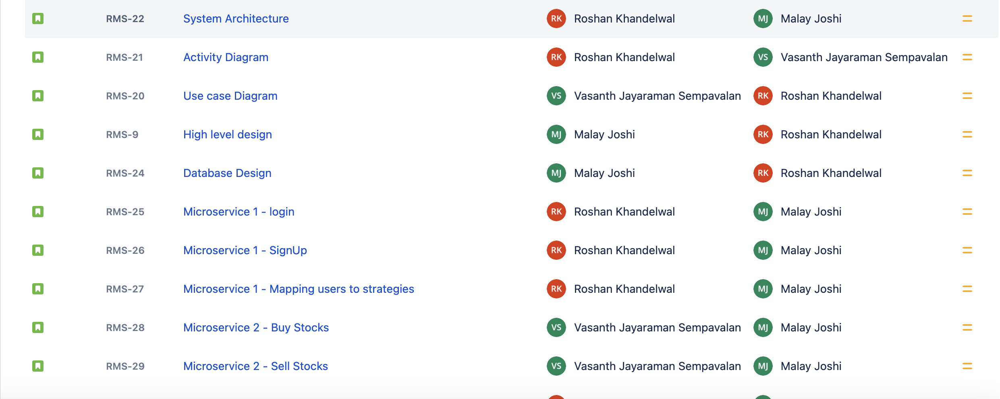 RMS-22 System Architecture RK Roshan Khandelwal MJ Malay Joshi
RMS-21 Activity Diagram RK Roshan Khandelwal VS Vasanth Jayaraman Sempavalan
RMS-20 Use case Diagram VS Vasanth Jayaraman Sempavalan RK Roshan Khandelwal
RMS-9 High level design MJ Malay Joshi RK Roshan Khandelwal
RMS-24 Database Design MJ Malay Joshi RK Roshan Khandelwal
RMS-25 Microservice 1 - login RK Roshan Khandelwal MJ Malay Joshi
RMS-26 Microservice 1 - SignUp RK Roshan Khandelwal MJ Malay Joshi
RMS-27 Microservice 1 - Mapping users to strategies RK Roshan Khandelwal MJ Malay Joshi
RMS-28 Microservice 2 - Buy Stocks VS Vasanth Jayaraman Sempavalan MJ Malay Joshi
RMS-29 Microservice 2 - Sell Stocks VS Vasanth Jayaraman Sempavalan MJ Malay Joshi